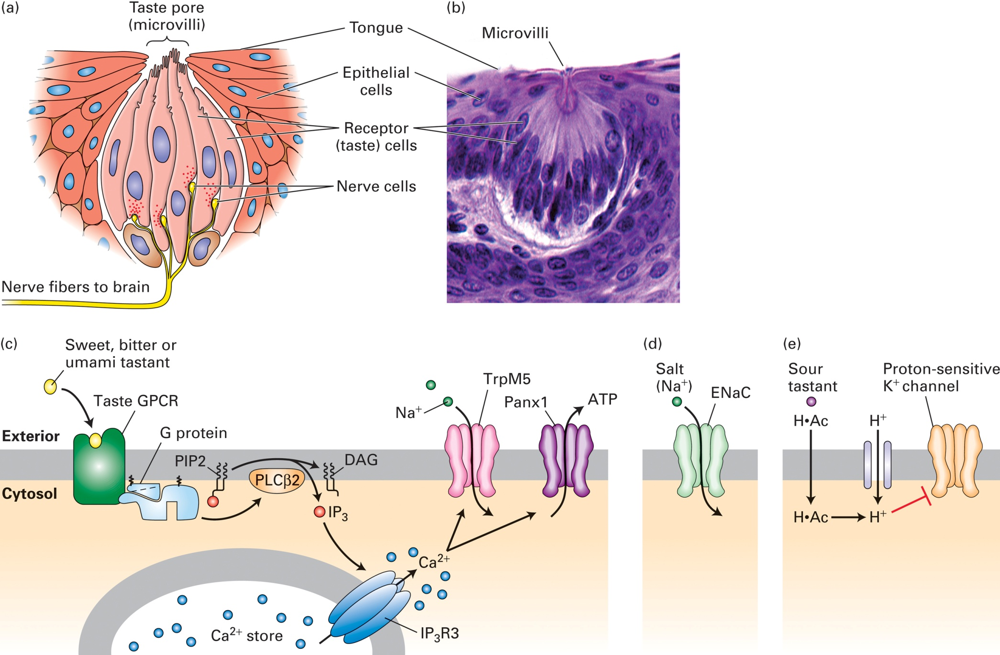 (a)
Taste pore
(microvilli)
Tongue
Epithelial
cells
Receptor
(taste) cells
Nerve cells
Nerve fibers to brain
(b)
Microvilli
(c)
Sweet, bitter or
umami tastant
Taste GPCR
G protein
Exterior
Cytosol
PIP2
PLCβ2
DAG
IP₃
Na⁺
TrpM5
Panx1
ATP
Ca²⁺
Ca²⁺ store
IP₃R3
(d)
Salt
(Na⁺)
ENaC
(e)
Sour
tastant
H•Ac
H⁺
Proton-sensitive
K⁺ channel
H•Ac
H⁺